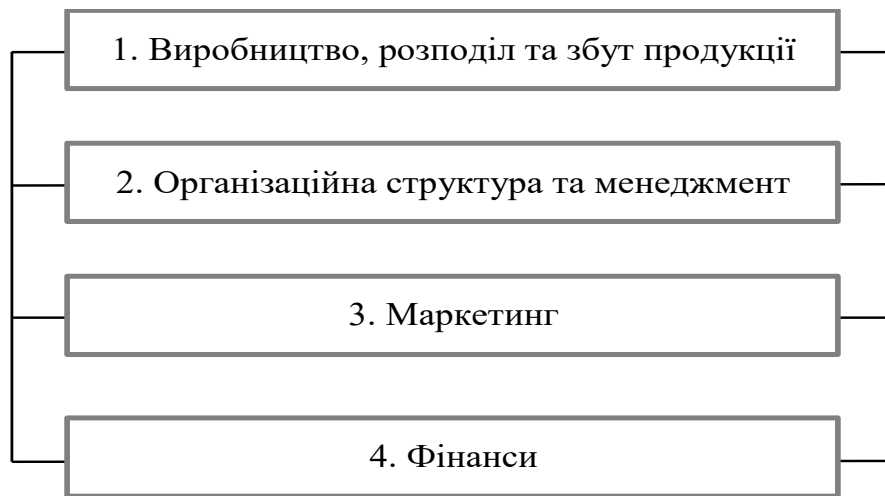 1. Виробництво, розподіл та збут продукції
2. Організаційна структура та менеджмент
3. Маркетинг
4. Фінанси